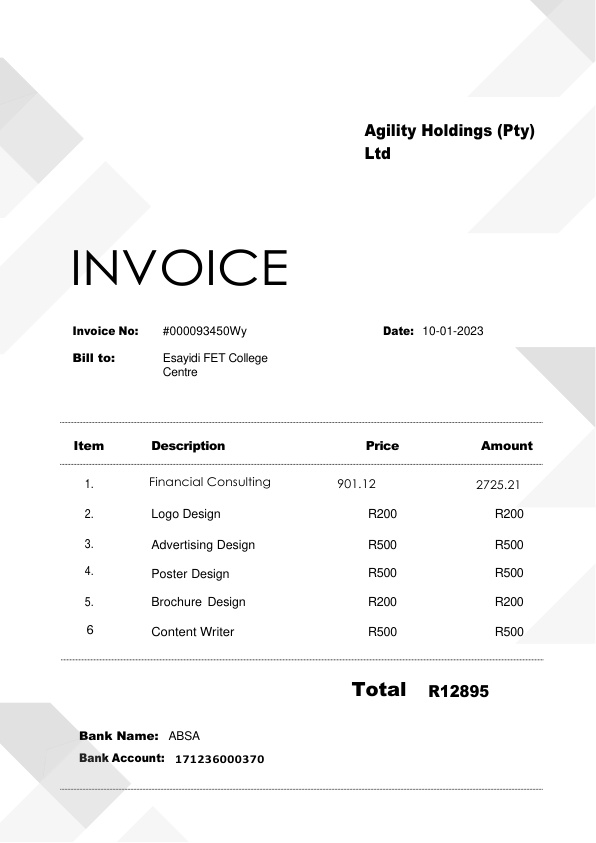 Agility Holdings (Pty)
Ltd
INVOICE
Invoice No: #000093450Wy Date: 10-01-2023
Bill to: Esayidi FET College
Centre
Item Description Price Amount
1. Financial Consulting 901.12 2725.21
2. Logo Design R200 R200
3. Advertising Design R500 R500
4. Poster Design R500 R500
5. Brochure Design R200 R200
6 Content Writer R500 R500
Total R12895
Bank Name: ABSA
Bank Account: 171236000370